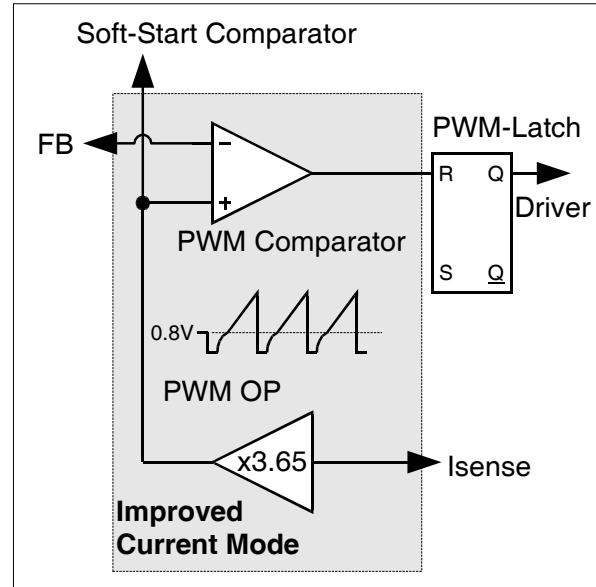 Soft-Start Comparator
FB
PWM-Latch
−
+
R Q
Driver
PWM Comparator
S Q
0.8V
PWM OP
x3.65
Isense
Improved
Current Mode